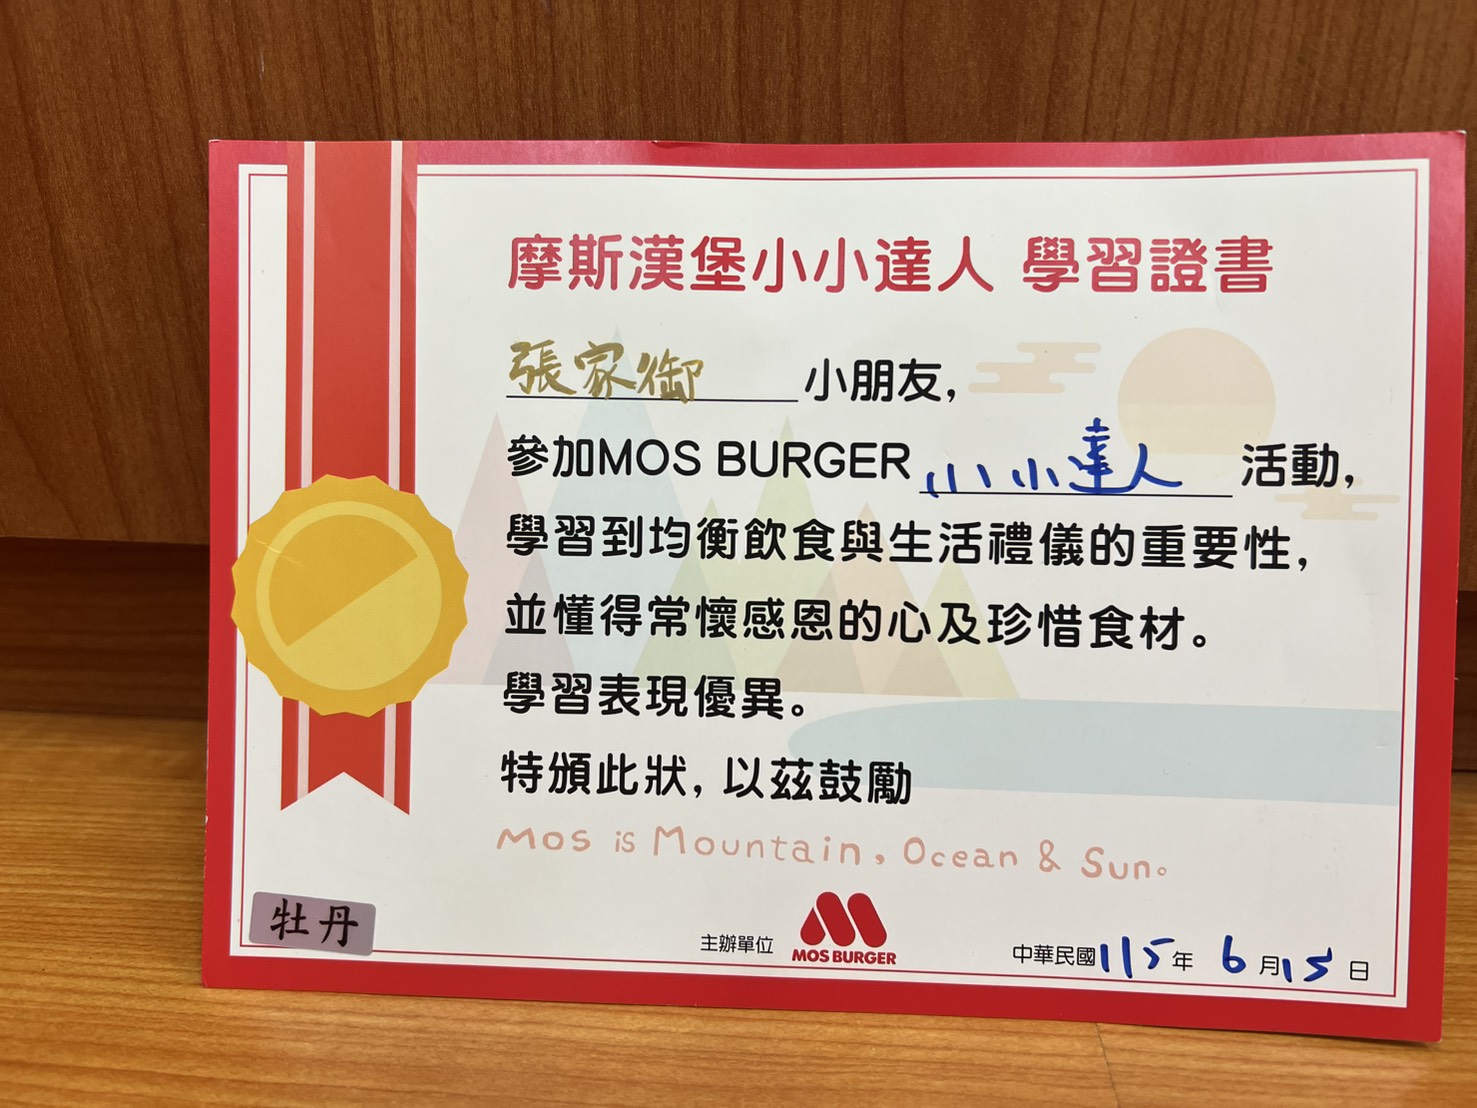 摩斯漢堡小小達人 學習證書
張家御 小朋友,
參加MOS BURGER 小小達人 活動,
學習到均衡飲食與生活禮儀的重要性,
並懂得常懷感恩的心及珍惜食材。
學習表現優異。
特頒此狀, 以茲鼓勵
Mos is Mountain, Ocean & Sun。
牡丹
主辦單位 MOS BURGER
中華民國115年 6月15日